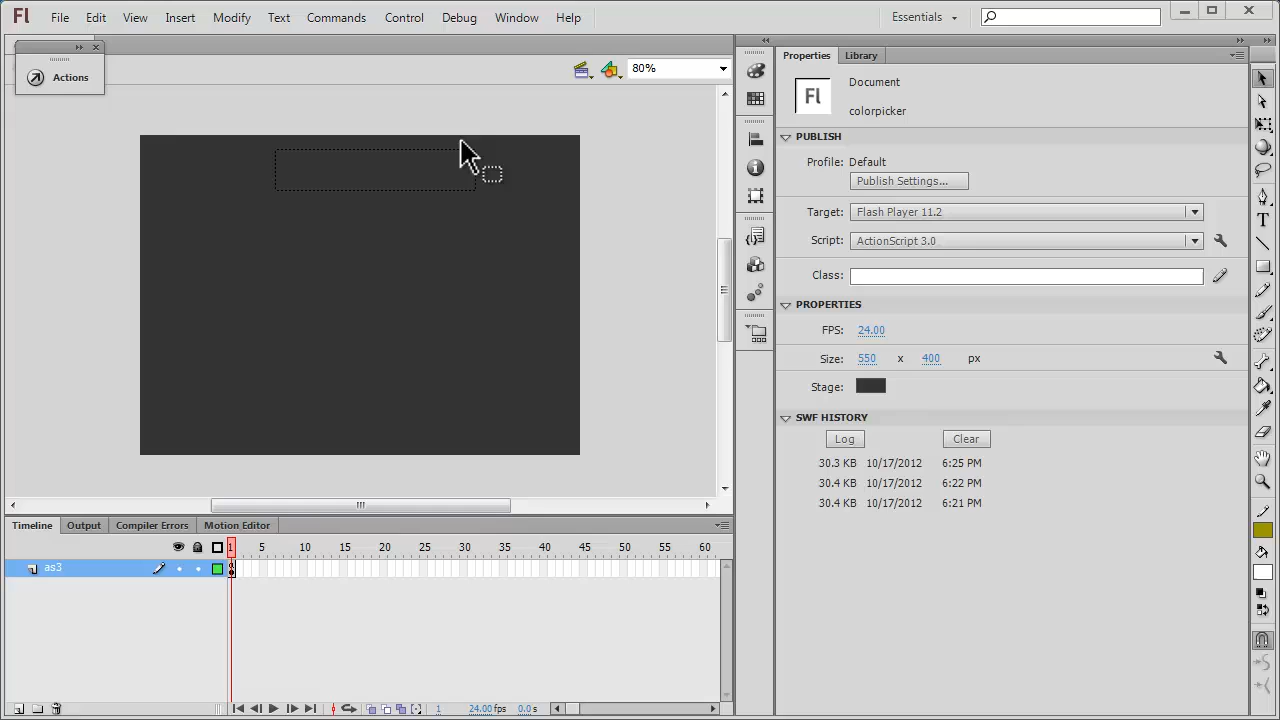 Fl File Edit View Insert Modify Text Commands Control Debug Window Help Essentials
Actions
80%
Properties Library
Fl
Document
colorpicker
PUBLISH
Profile: Default
Publish Settings...
Target: Flash Player 11.2
Script: ActionScript 3.0
Class:
PROPERTIES
FPS: 24.00
Size: 550 x 400 px
Stage:
SWF HISTORY
Log Clear
30.3 KB 10/17/2012 6:25 PM
30.4 KB 10/17/2012 6:22 PM
30.4 KB 10/17/2012 6:21 PM
Timeline Output Compiler Errors Motion Editor
1 5 10 15 20 25 30 35 40 45 50 55 60
as3
1 24.00 fps 0.0 s